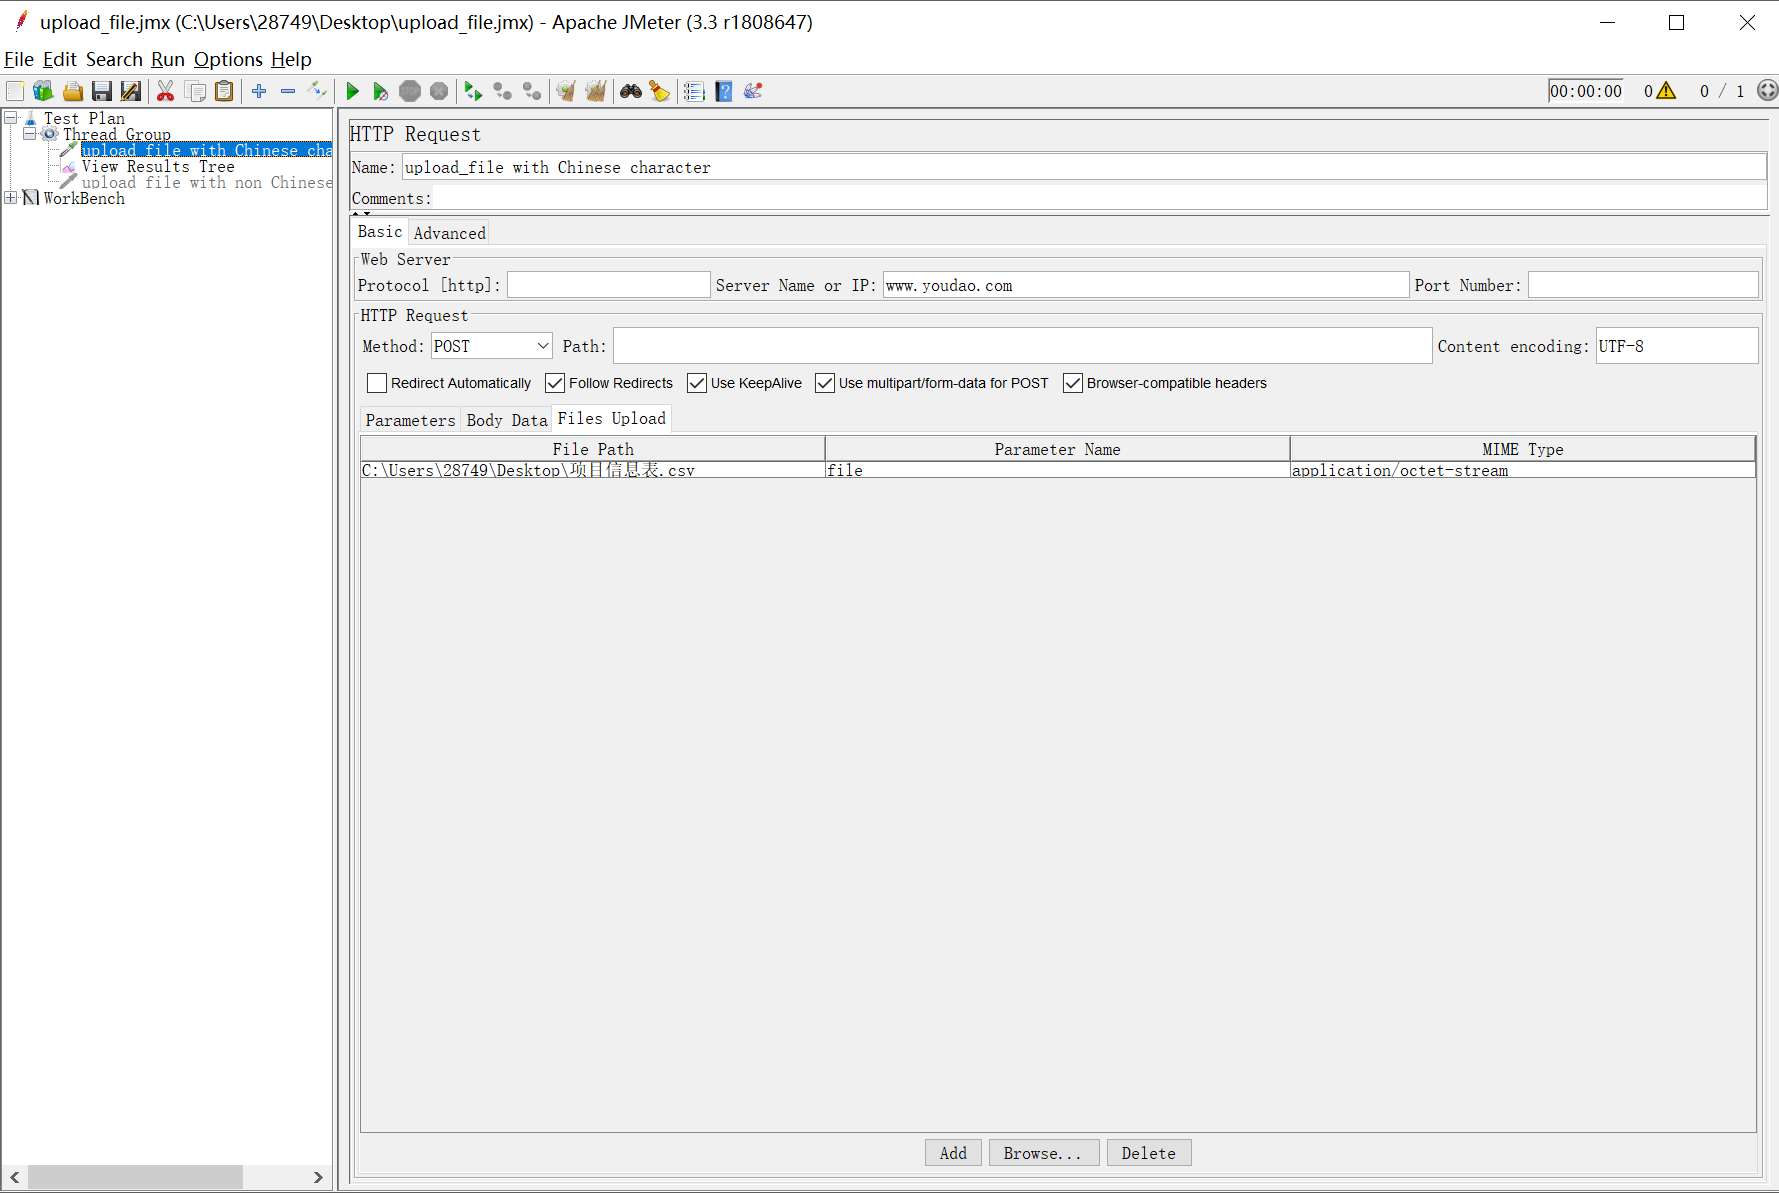 upload_file.jmx (C:\Users\28749\Desktop\upload_file.jmx) - Apache JMeter (3.3 r1808647)
File Edit Search Run Options Help
00:00:00 0 0 / 1
Test Plan
Thread Group
upload_file with Chinese cha
View Results Tree
upload_file with non Chinese
WorkBench
HTTP Request
Name: upload_file with Chinese character
Comments:
Basic Advanced
Web Server
Protocol [http]: Server Name or IP: www.youdao.com Port Number:
HTTP Request
Method: POST Path: Content encoding: UTF-8
Redirect Automatically Follow Redirects Use KeepAlive Use multipart/form-data for POST Browser-compatible headers
Parameters Body Data Files Upload
File Path Parameter Name MIME Type
C:\Users\28749\Desktop\项目信息表.csv file application/octet-stream
Add Browse... Delete